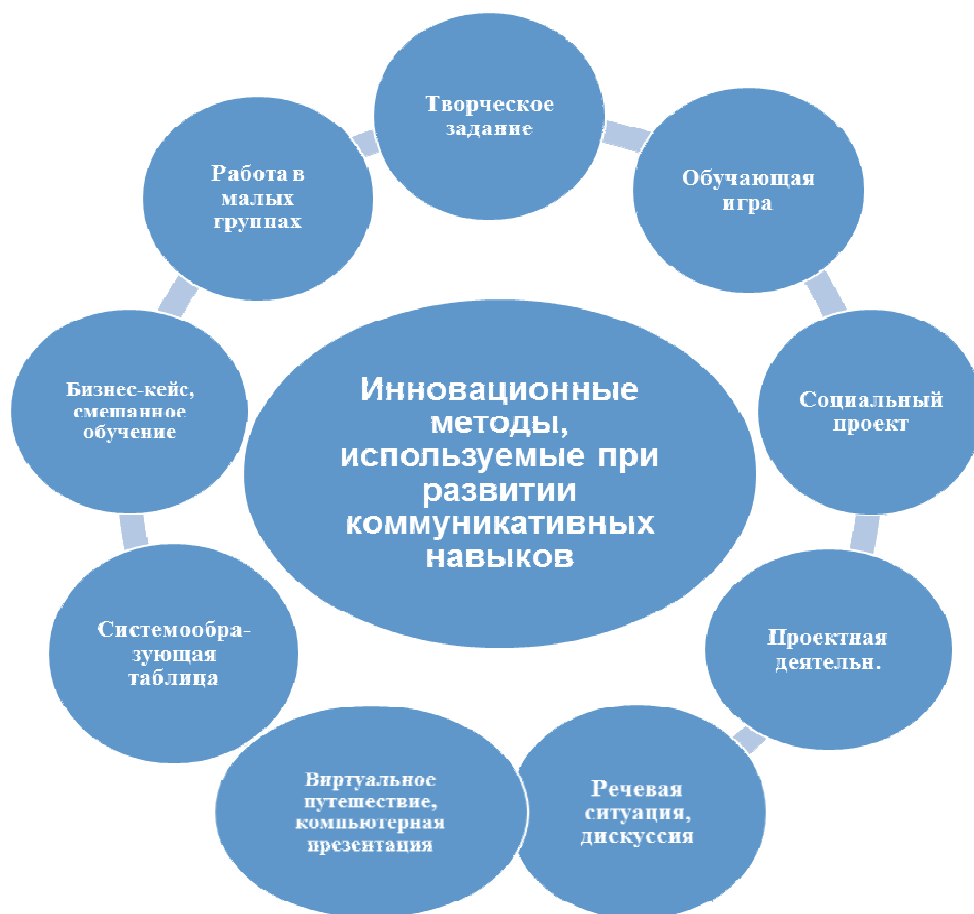 Творческое
задание
Обучающая
игра
Социальный
проект
Проектная
деятельн.
Речевая
ситуация,
дискуссия
Виртуальное
путешествие,
компьютерная
презентация
Системообра-
зующая
таблица
Бизнес-кейс,
смешанное
обучение
Работа в
малых
группах
Инновационные
методы,
используемые при
развитии
коммуникативных
навыков